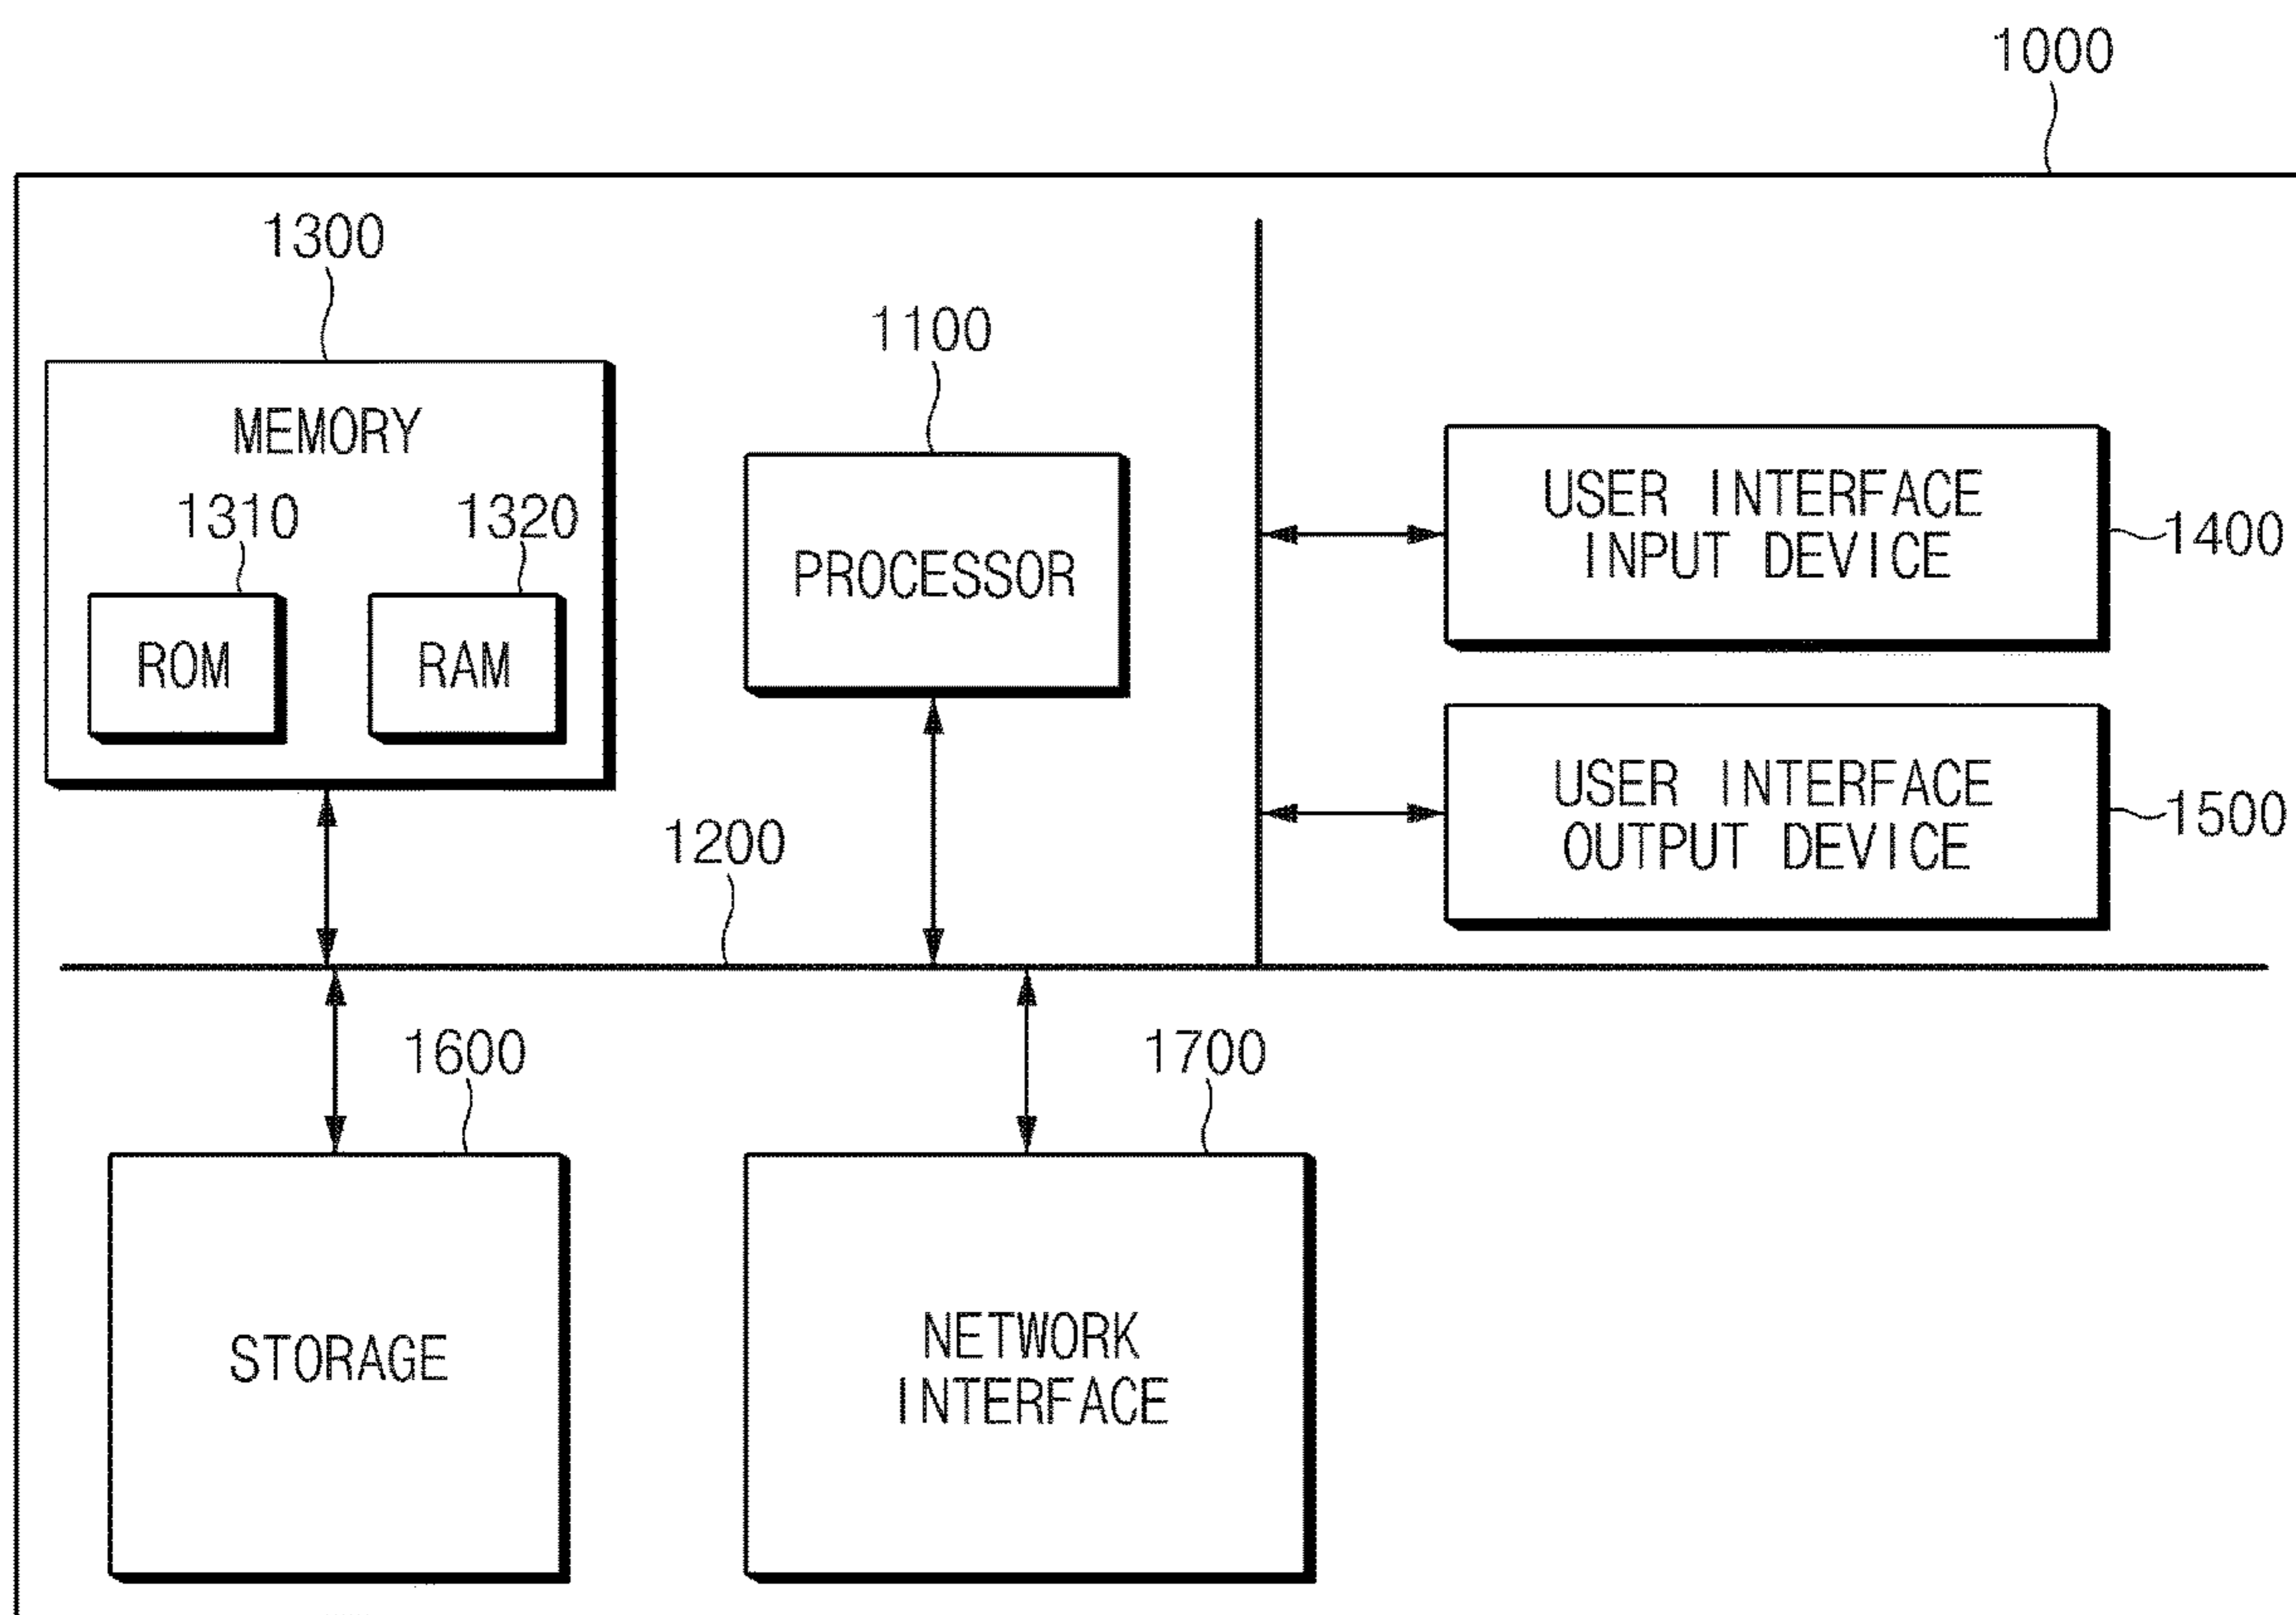 1000
1300
1100
MEMORY
1310
1320
ROM
RAM
PROCESSOR
USER INTERFACE
INPUT DEVICE
1400
USER INTERFACE
OUTPUT DEVICE
1500
1200
1600
1700
STORAGE
NETWORK
INTERFACE